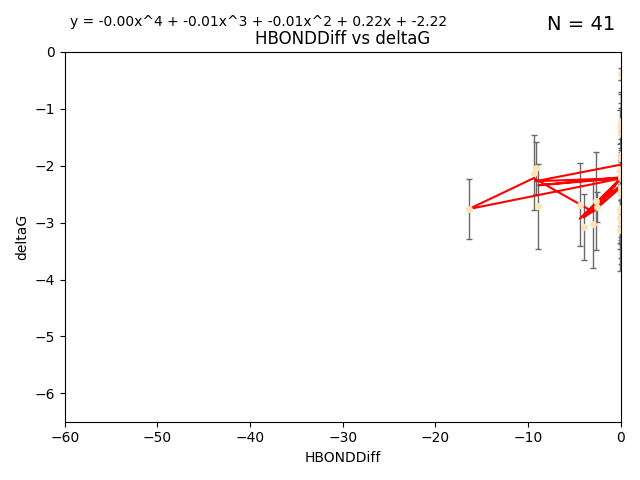 y = -0.00x^4 + -0.01x^3 + -0.01x^2 + 0.22x + -2.22
N = 41
HBONDDiff vs deltaG
0
−1
−2
−3
−4
−5
−6
deltaG
−60 −50 −40 −30 −20 −10 0
HBONDDiff